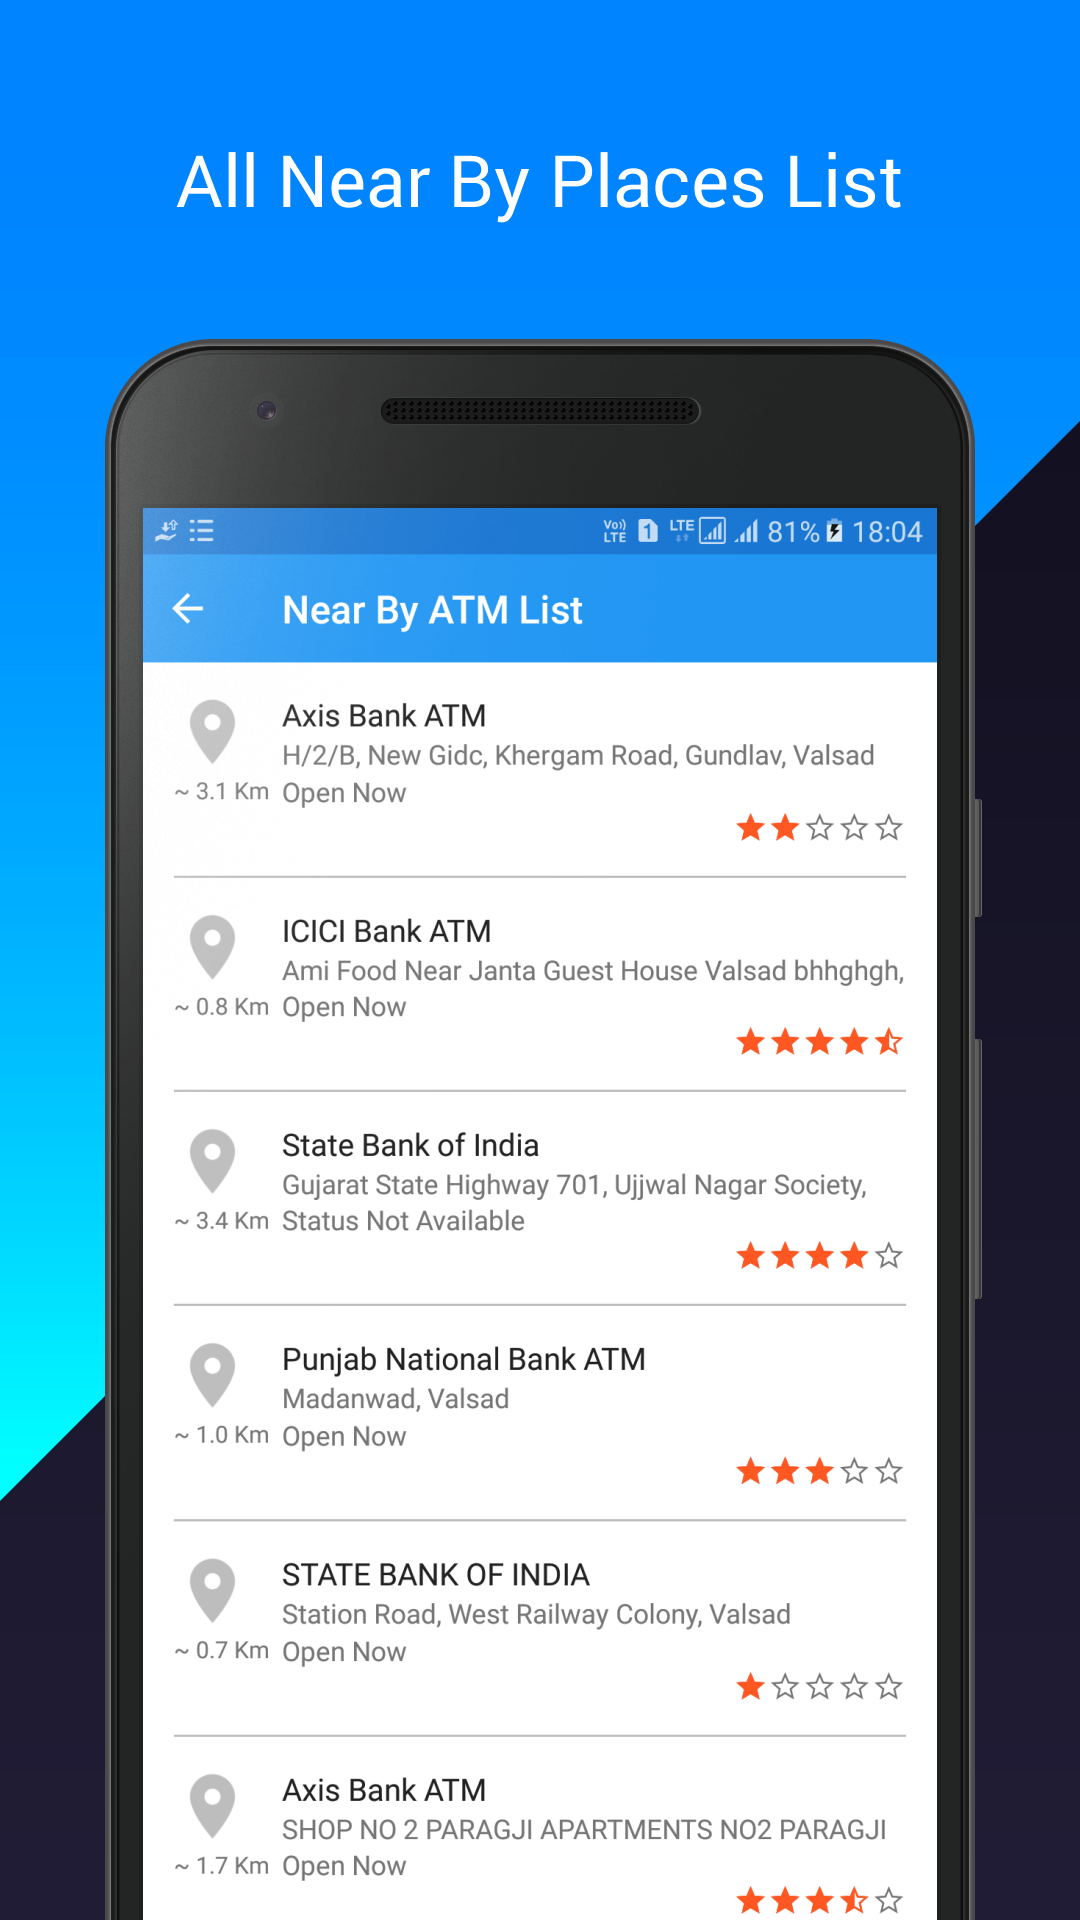 All Near By Places List
Vo)) LTE 1 LTE 81% 18:04
Near By ATM List
Axis Bank ATM
H/2/B, New Gidc, Khergam Road, Gundlav, Valsad
~ 3.1 Km Open Now
ICICI Bank ATM
Ami Food Near Janta Guest House Valsad bhhghgh,
~ 0.8 Km Open Now
State Bank of India
Gujarat State Highway 701, Ujjwal Nagar Society,
~ 3.4 Km Status Not Available
Punjab National Bank ATM
Madanwad, Valsad
~ 1.0 Km Open Now
STATE BANK OF INDIA
Station Road, West Railway Colony, Valsad
~ 0.7 Km Open Now
Axis Bank ATM
SHOP NO 2 PARAGJI APARTMENTS NO2 PARAGJI
~ 1.7 Km Open Now